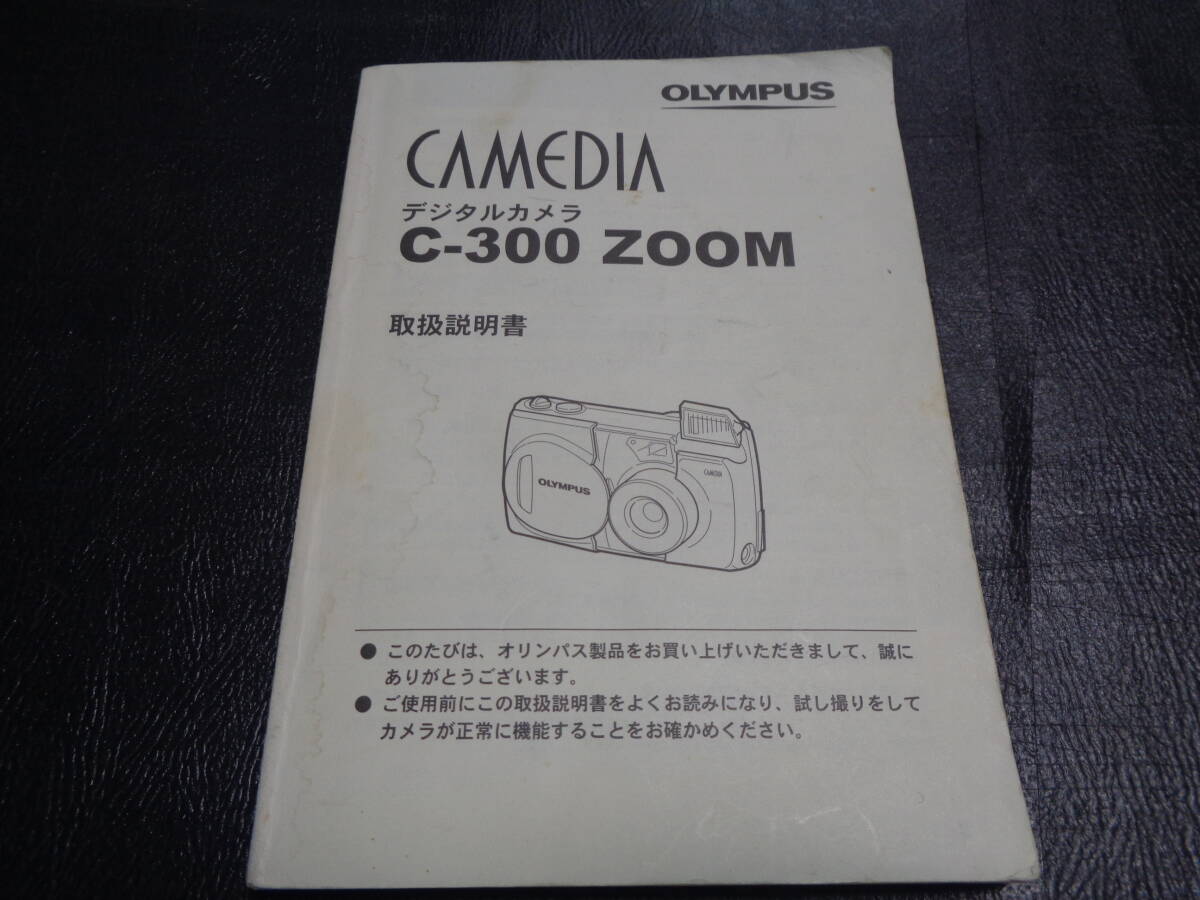 OLYMPUS
CAMEDIA
デジタルカメラ
C-300 ZOOM
取扱説明書
CAMEDIA
OLYMPUS
● このたびは、オリンパス製品をお買い上げいただきまして、誠に
ありがとうございます。
● ご使用前にこの取扱説明書をよくお読みになり、試し撮りをして
カメラが正常に機能することをお確かめください。